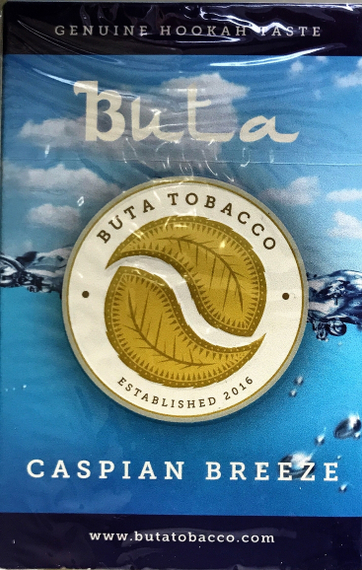 GENUINE HOOKAH TASTE
Buta
BUTA TOBACCO
ESTABLISHED 2016
CASPIAN BREEZE
www.butatobacco.com